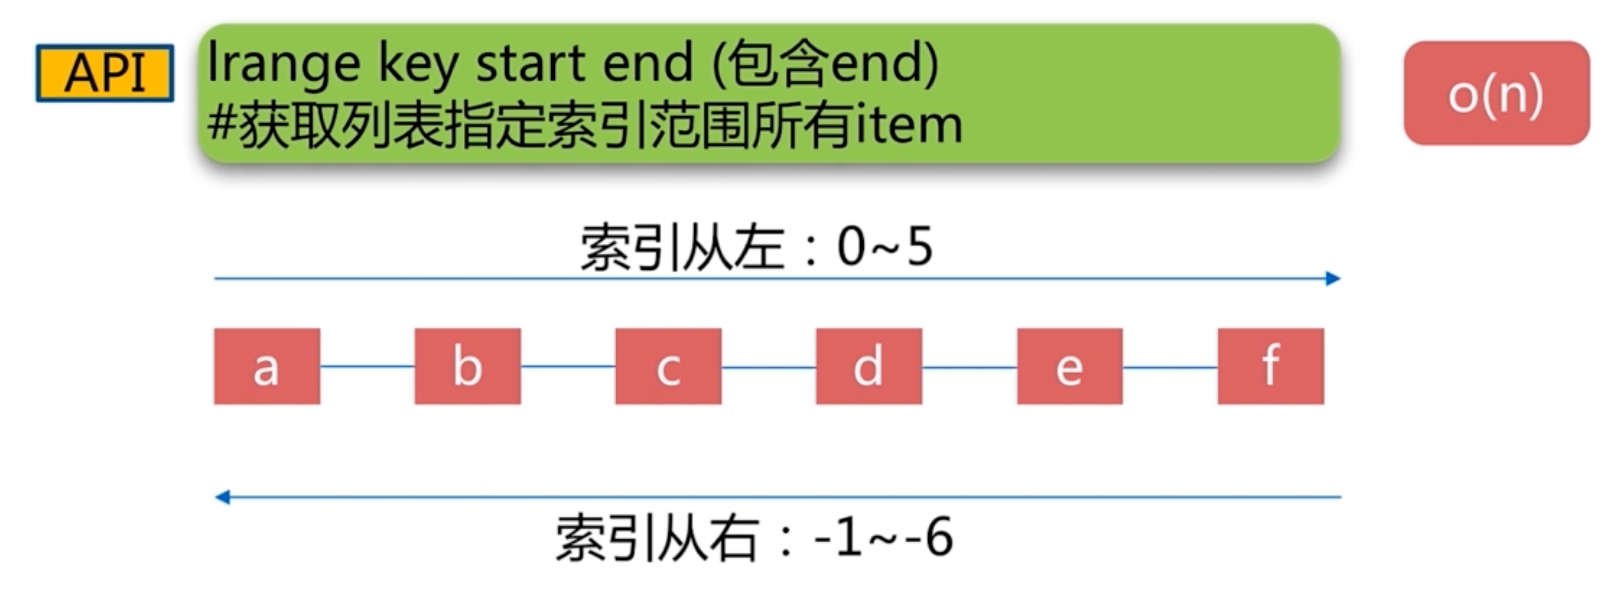 API
lrange key start end (包含end)
#获取列表指定索引范围所有item
o(n)
索引从左：0~5
a b c d e f
索引从右：-1~-6